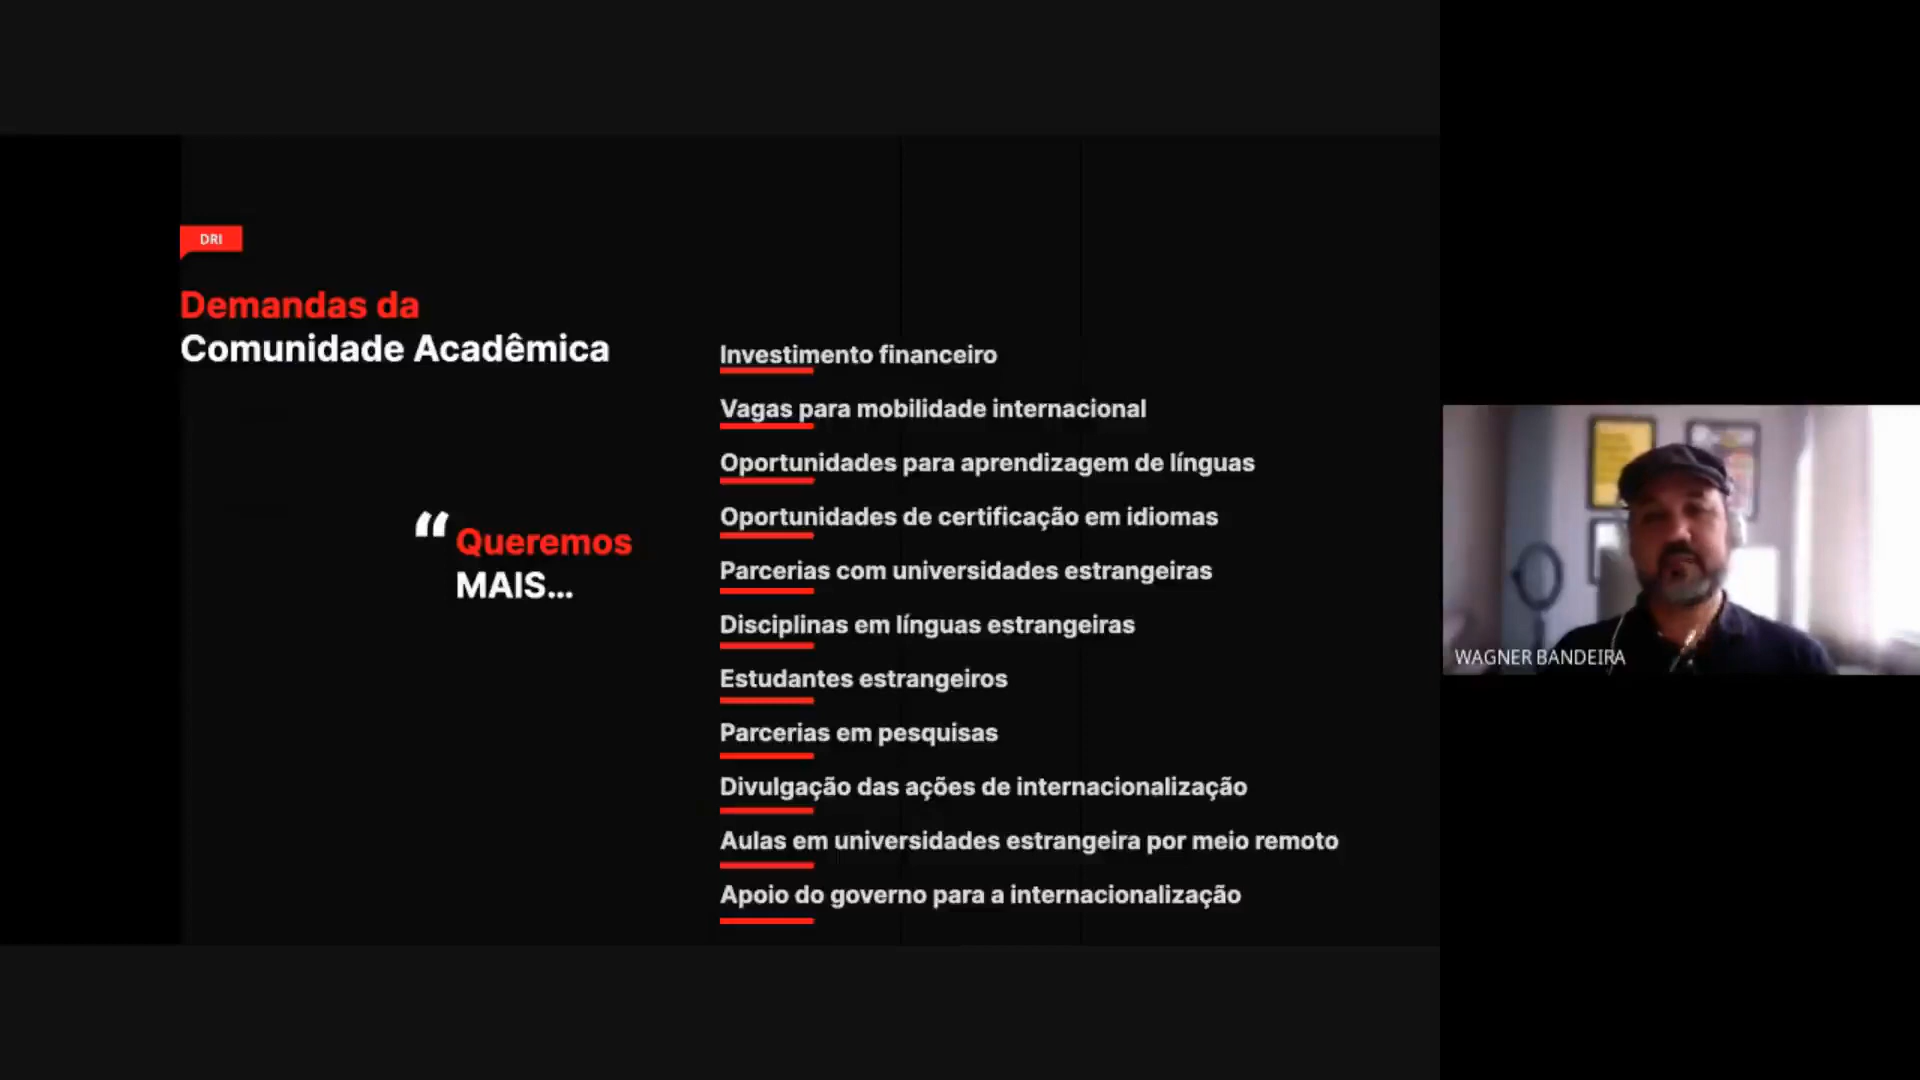 DRI
Demandas da
Comunidade Acadêmica
“Queremos
MAIS...
Investimento financeiro
Vagas para mobilidade internacional
Oportunidades para aprendizagem de línguas
Oportunidades de certificação em idiomas
Parcerias com universidades estrangeiras
Disciplinas em línguas estrangeiras
Estudantes estrangeiros
Parcerias em pesquisas
Divulgação das ações de internacionalização
Aulas em universidades estrangeira por meio remoto
Apoio do governo para a internacionalização
WAGNER BANDEIRA